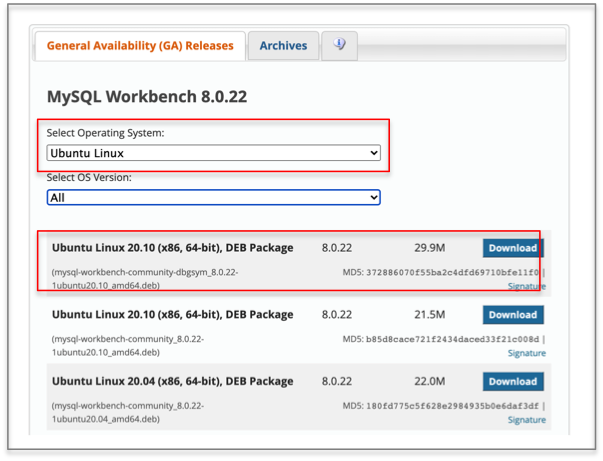 General Availability (GA) Releases
Archives
MySQL Workbench 8.0.22
Select Operating System:
Ubuntu Linux
Select OS Version:
All
Ubuntu Linux 20.10 (x86, 64-bit), DEB Package 8.0.22 29.9M Download
(mysql-workbench-community-dbgsym_8.0.22- MD5: 372886070f55ba2c4dfd69710bfe11f0 |
1ubuntu20.10_amd64.deb) Signature
Ubuntu Linux 20.10 (x86, 64-bit), DEB Package 8.0.22 21.5M Download
(mysql-workbench-community_8.0.22- MD5: b85d8cace721f2434daced33f21c008d |
1ubuntu20.10_amd64.deb) Signature
Ubuntu Linux 20.04 (x86, 64-bit), DEB Package 8.0.22 22.0M Download
(mysql-workbench-community_8.0.22- MD5: 180fd775c5f628e2984935b0e6daf3df |
1ubuntu20.04_amd64.deb) Signature